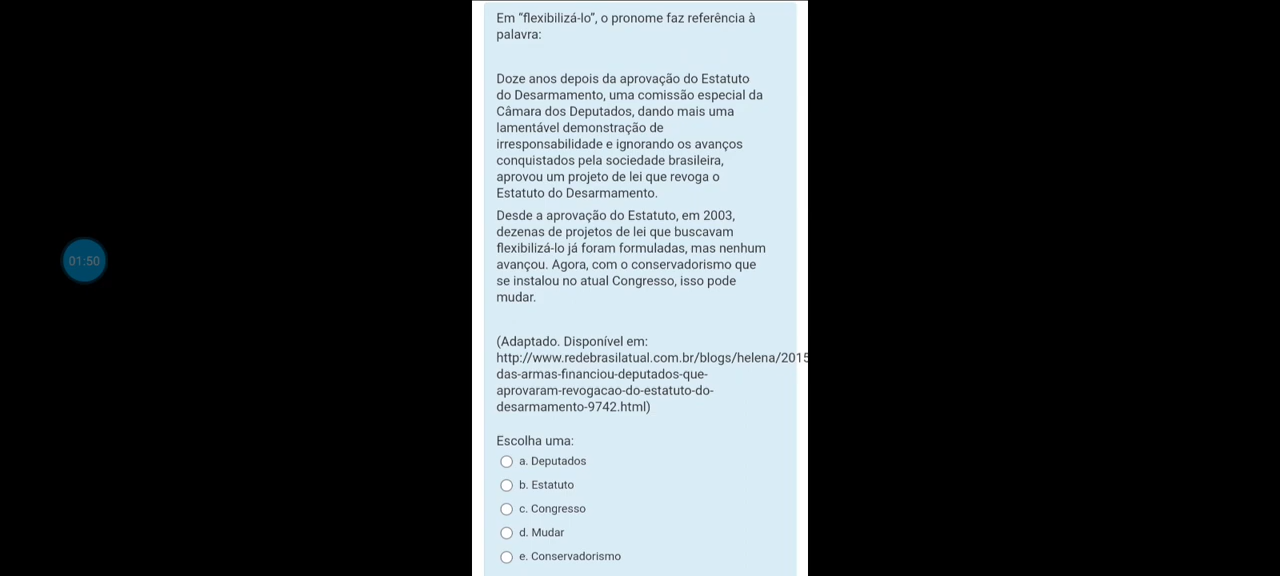 Em “flexibilizá-lo”, o pronome faz referência à
palavra:
Doze anos depois da aprovação do Estatuto
do Desarmamento, uma comissão especial da
Câmara dos Deputados, dando mais uma
lamentável demonstração de
irresponsabilidade e ignorando os avanços
conquistados pela sociedade brasileira,
aprovou um projeto de lei que revoga o
Estatuto do Desarmamento.
Desde a aprovação do Estatuto, em 2003,
dezenas de projetos de lei que buscavam
flexibilizá-lo já foram formuladas, mas nenhum
avançou. Agora, com o conservadorismo que
se instalou no atual Congresso, isso pode
mudar.
01:50
(Adaptado. Disponível em:
http://www.redebrasilatual.com.br/blogs/helena/2015
das-armas-financiou-deputados-que-
aprovaram-revogacao-do-estatuto-do-
desarmamento-9742.html)
Escolha uma:
a. Deputados
b. Estatuto
c. Congresso
d. Mudar
e. Conservadorismo